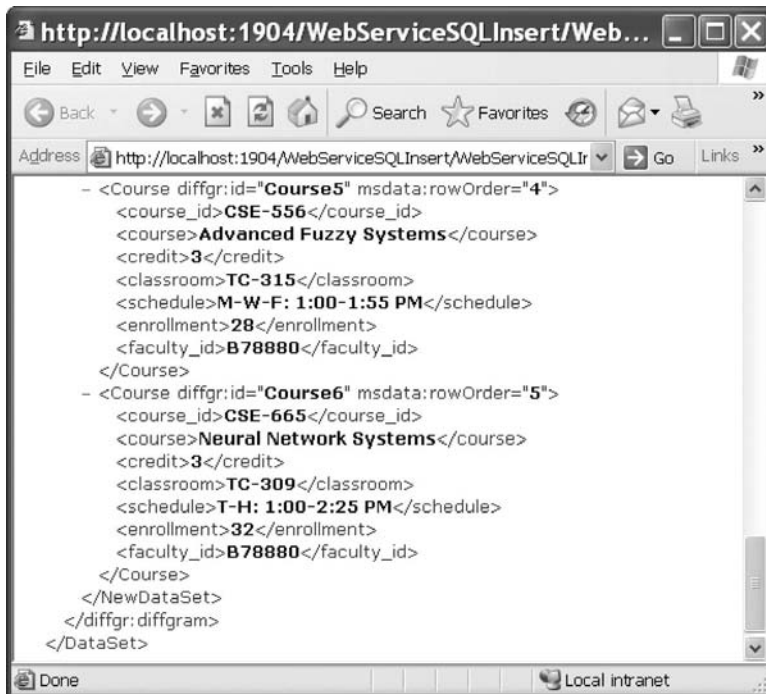 http://localhost:1904/WebServiceSQLInsert/Web...
File Edit View Favorites Tools Help
Back Search Favorites »
Address http://localhost:1904/WebServiceSQLInsert/WebServiceSQLIr Go Links »
- <Course diffgr:id="Course5" msdata:rowOrder="4">
<course_id>CSE-556</course_id>
<course>Advanced Fuzzy Systems</course>
<credit>3</credit>
<classroom>TC-315</classroom>
<schedule>M-W-F: 1:00-1:55 PM</schedule>
<enrollment>28</enrollment>
<faculty_id>B78880</faculty_id>
</Course>
- <Course diffgr:id="Course6" msdata:rowOrder="5">
<course_id>CSE-665</course_id>
<course>Neural Network Systems</course>
<credit>3</credit>
<classroom>TC-309</classroom>
<schedule>T-H: 1:00-2:25 PM</schedule>
<enrollment>32</enrollment>
<faculty_id>B78880</faculty_id>
</Course>
</NewDataSet>
</diffgr:diffgram>
</DataSet>
Done Local intranet